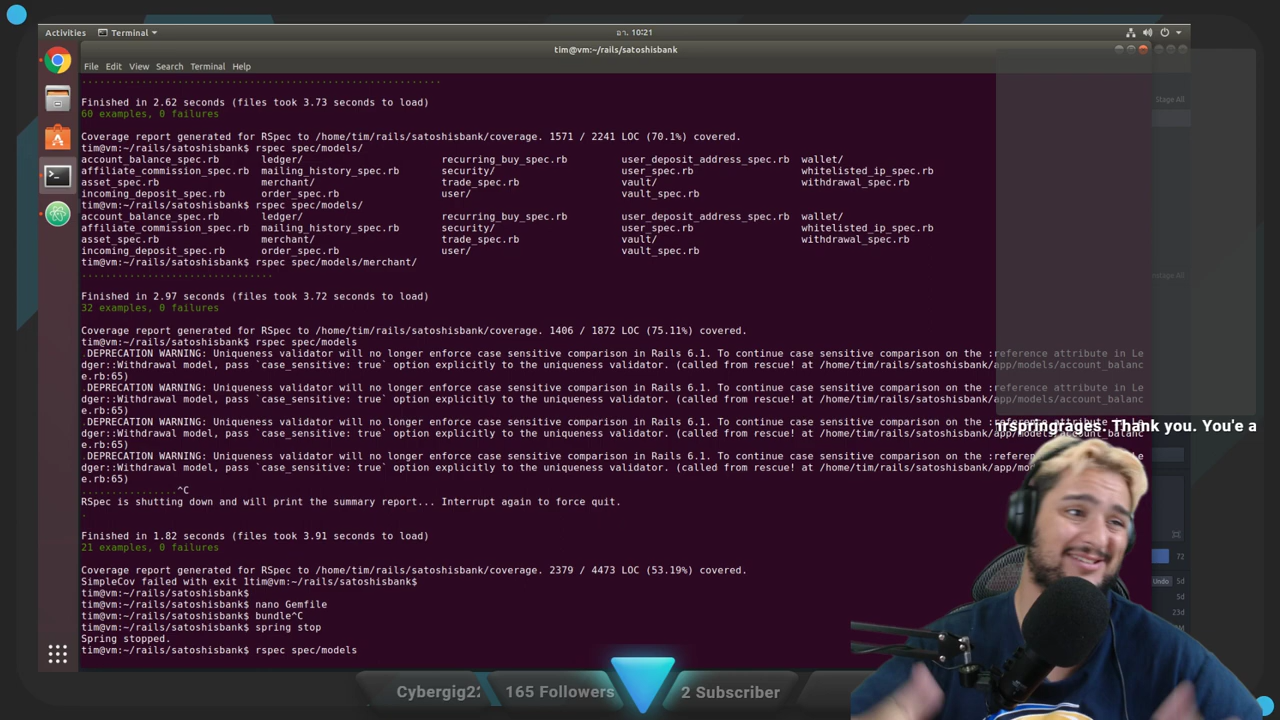 Activities
Terminal
อา. 10:21
tim@vm:~/rails/satoshisbank
File Edit View Search Terminal Help
Finished in 2.62 seconds (files took 3.73 seconds to load)
60 examples, 0 failures
Coverage report generated for RSpec to /home/tim/rails/satoshisbank/coverage. 1571 / 2241 LOC (70.1%) covered.
tim@vm:~/rails/satoshisbank$ rspec spec/models/
account_balance_spec.rb ledger/ recurring_buy_spec.rb user_deposit_address_spec.rb wallet/
affiliate_commission_spec.rb mailing_history_spec.rb security/ user_spec.rb whitelisted_ip_spec.rb
asset_spec.rb merchant/ trade_spec.rb vault/ withdrawal_spec.rb
incoming_deposit_spec.rb order_spec.rb user/ vault_spec.rb
tim@vm:~/rails/satoshisbank$ rspec spec/models/
account_balance_spec.rb ledger/ recurring_buy_spec.rb user_deposit_address_spec.rb wallet/
affiliate_commission_spec.rb mailing_history_spec.rb security/ user_spec.rb whitelisted_ip_spec.rb
asset_spec.rb merchant/ trade_spec.rb vault/ withdrawal_spec.rb
incoming_deposit_spec.rb order_spec.rb user/ vault_spec.rb
tim@vm:~/rails/satoshisbank$ rspec spec/models/merchant/
................................
Finished in 2.97 seconds (files took 3.72 seconds to load)
32 examples, 0 failures
Coverage report generated for RSpec to /home/tim/rails/satoshisbank/coverage. 1406 / 1872 LOC (75.11%) covered.
tim@vm:~/rails/satoshisbank$ rspec spec/models
.DEPRECATION WARNING: Uniqueness validator will no longer enforce case sensitive comparison in Rails 6.1. To continue case sensitive comparison on the :reference attribute in Le
dger::Withdrawal model, pass `case_sensitive: true` option explicitly to the uniqueness validator. (called from rescue! at /home/tim/rails/satoshisbank/app/models/account_balanc
e.rb:65)
.DEPRECATION WARNING: Uniqueness validator will no longer enforce case sensitive comparison in Rails 6.1. To continue case sensitive comparison on the :reference attribute in Le
dger::Withdrawal model, pass `case_sensitive: true` option explicitly to the uniqueness validator. (called from rescue! at /home/tim/rails/satoshisbank/app/models/account_balanc
e.rb:65)
.DEPRECATION WARNING: Uniqueness validator will no longer enforce case sensitive comparison in Rails 6.1. To continue case sensitive comparison on the
dger::Withdrawal model, pass `case_sensitive: true` option explicitly to the uniqueness validator. (called from rescue! at /home/tim/rails/satoshisbank/app/models/account_balanc
e.rb:65)
.DEPRECATION WARNING: Uniqueness validator will no longer enforce case sensitive comparison in Rails 6.1. To continue case sensitive comparison on the :reference attribute in Le
dger::Withdrawal model, pass `case_sensitive: true` option explicitly to the uniqueness validator. (called from rescue! at /home/tim/rails/satoshisbank/app/
e.rb:65)
................^C
RSpec is shutting down and will print the summary report... Interrupt again to force quit.
.
Finished in 1.82 seconds (files took 3.91 seconds to load)
21 examples, 0 failures
Coverage report generated for RSpec to /home/tim/rails/satoshisbank/coverage. 2379 / 4473 LOC (53.19%) covered.
SimpleCov failed with exit 1tim@vm:~/rails/satoshisbank$
tim@vm:~/rails/satoshisbank$
tim@vm:~/rails/satoshisbank$ nano Gemfile
tim@vm:~/rails/satoshisbank$ bundle^C
tim@vm:~/rails/satoshisbank$ spring stop
Spring stopped.
tim@vm:~/rails/satoshisbank$ rspec spec/models
Stage All
rspringrages. Thank you. You'e a
72
Undo 5d
5d
23d
Cybergig22
165 Followers
2 Subscriber